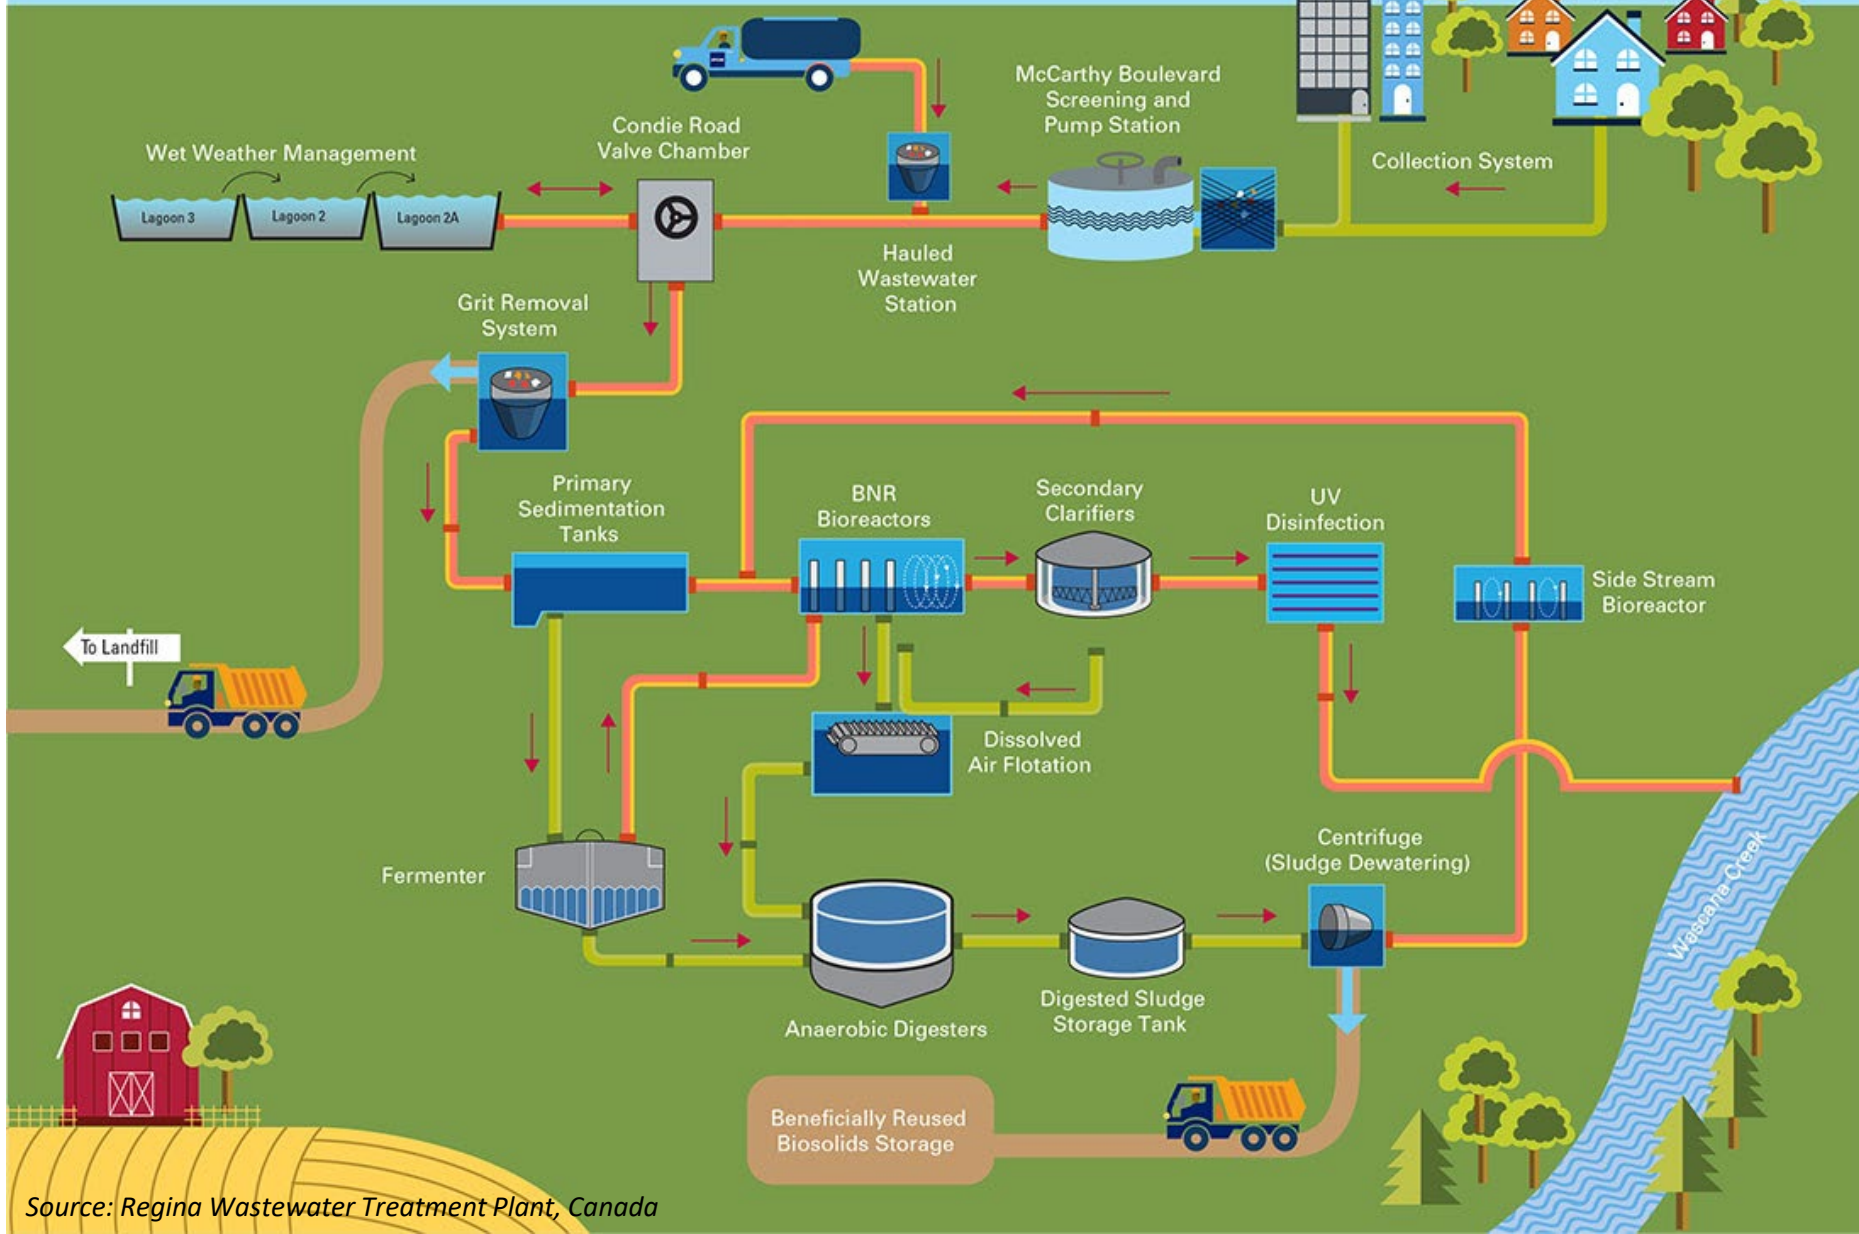 McCarthy Boulevard
Screening and
Pump Station
Condie Road
Valve Chamber
Wet Weather Management
Collection System
Lagoon 3
Lagoon 2
Lagoon 2A
Hauled
Wastewater
Station
Grit Removal
System
Primary
Sedimentation
Tanks
BNR
Bioreactors
Secondary
Clarifiers
UV
Disinfection
Side Stream
Bioreactor
To Landfill
Dissolved
Air Flotation
Fermenter
Centrifuge
(Sludge Dewatering)
Wascana Creek
Anaerobic Digesters
Digested Sludge
Storage Tank
Beneficially Reused
Biosolids Storage
Source: Regina Wastewater Treatment Plant, Canada